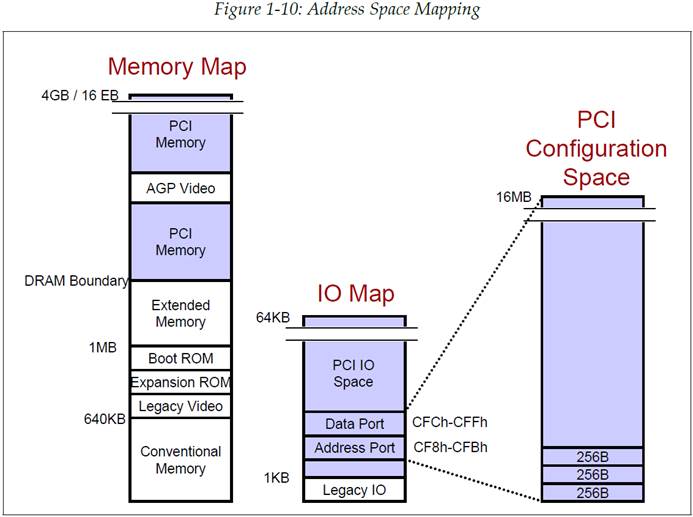 Figure 1-10: Address Space Mapping
Memory Map
4GB / 16 EB
PCI
Memory
AGP Video
PCI
Memory
DRAM Boundary
Extended
Memory
1MB
Boot ROM
Expansion ROM
Legacy Video
640KB
Conventional
Memory
IO Map
64KB
PCI IO
Space
Data Port
CFCh-CFFh
Address Port
CF8h-CFBh
1KB
Legacy IO
PCI
Configuration
Space
16MB
256B
256B
256B